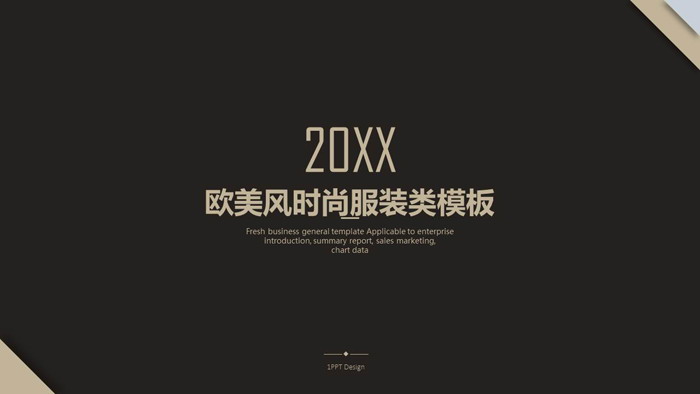 20XX
欧美风时尚服装类模板
Fresh business general template Applicable to enterprise
introduction, summary report, sales marketing,
chart data
1PPT Design